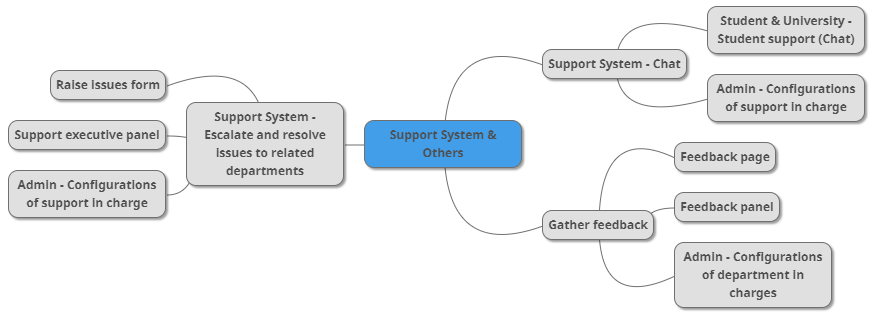 Support System &
Others
Support System - Chat
Student & University -
Student support (Chat)
Admin - Configurations
of support in charge
Gather feedback
Feedback page
Feedback panel
Admin - Configurations
of department in
charges
Support System -
Escalate and resolve
issues to related
departments
Raise issues form
Support executive panel
Admin - Configurations
of support in charge